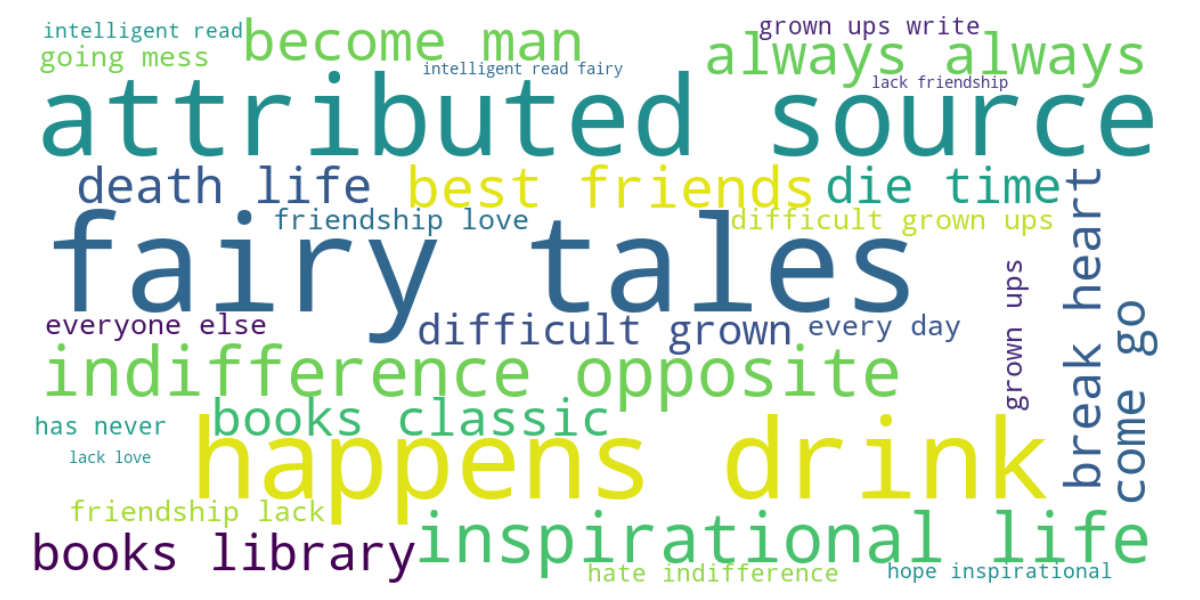 intelligent read
become man
grown ups write
going mess
intelligent read fairy
always always
lack friendship
attributed source
death life
best friends
die time
friendship love
difficult grown ups
fairy tales
break heart
grown ups
come go
everyone else
difficult grown
every day
indifference opposite
books classic
has never
happens drink
lack love
friendship lack
inspirational life
books library
hate indifference
hope inspirational